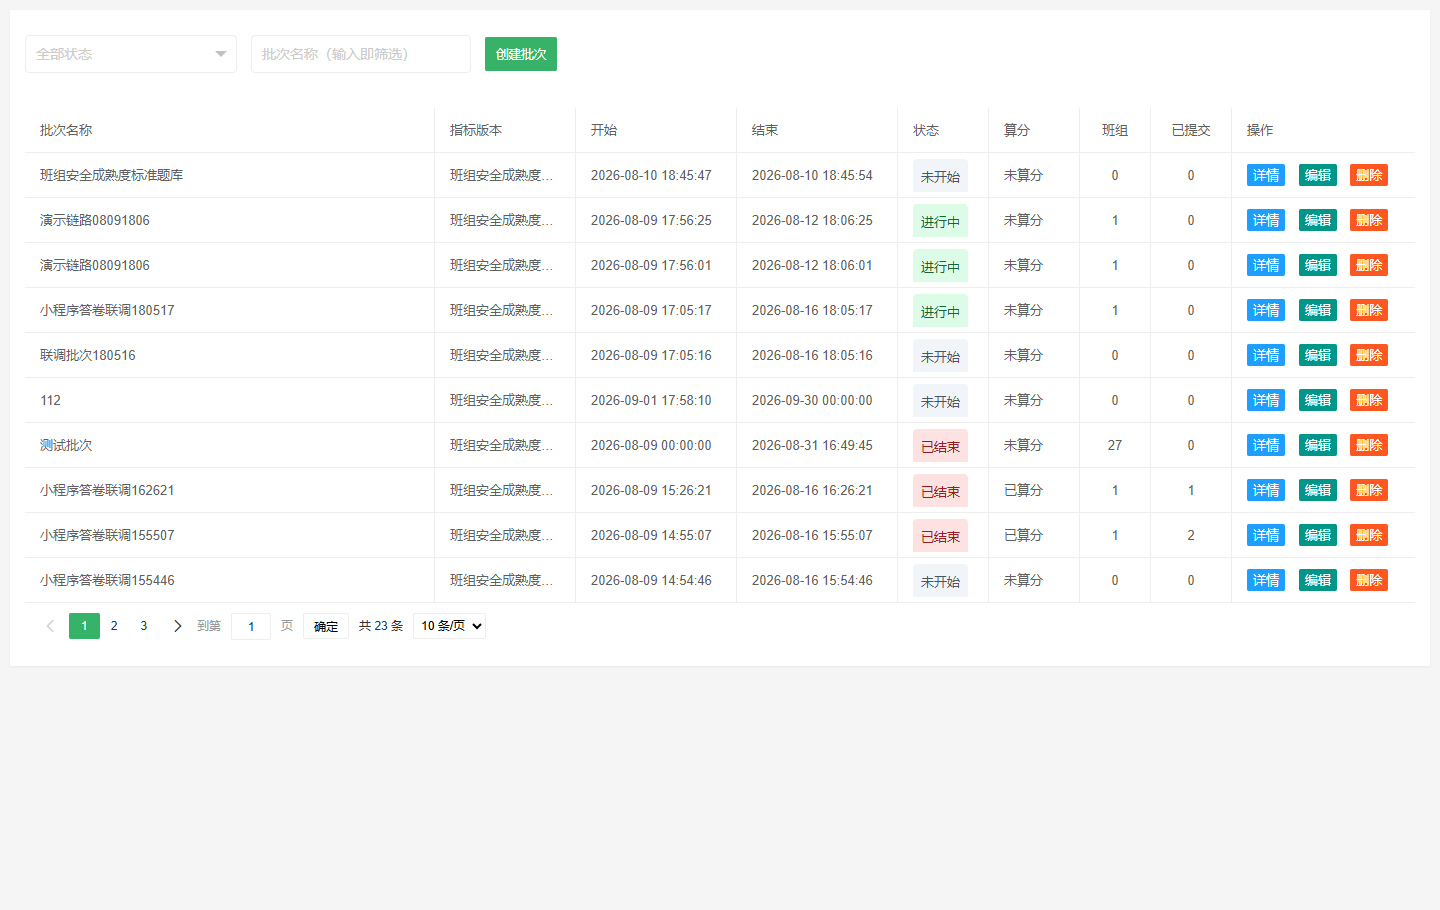 全部状态 批次名称（输入即筛选） 创建批次
批次名称 指标版本 开始 结束 状态 算分 班组 已提交 操作
班组安全成熟度标准题库 班组安全成熟度... 2026-08-10 18:45:47 2026-08-10 18:45:54 未开始 未算分 0 0 详情 编辑 删除
演示链路08091806 班组安全成熟度... 2026-08-09 17:56:25 2026-08-12 18:06:25 进行中 未算分 1 0 详情 编辑 删除
演示链路08091806 班组安全成熟度... 2026-08-09 17:56:01 2026-08-12 18:06:01 进行中 未算分 1 0 详情 编辑 删除
小程序答卷联调180517 班组安全成熟度... 2026-08-09 17:05:17 2026-08-16 18:05:17 进行中 未算分 1 0 详情 编辑 删除
联调批次180516 班组安全成熟度... 2026-08-09 17:05:16 2026-08-16 18:05:16 未开始 未算分 0 0 详情 编辑 删除
112 班组安全成熟度... 2026-09-01 17:58:10 2026-09-30 00:00:00 未开始 未算分 0 0 详情 编辑 删除
测试批次 班组安全成熟度... 2026-08-09 00:00:00 2026-08-31 16:49:45 已结束 未算分 27 0 详情 编辑 删除
小程序答卷联调162621 班组安全成熟度... 2026-08-09 15:26:21 2026-08-16 16:26:21 已结束 已算分 1 1 详情 编辑 删除
小程序答卷联调155507 班组安全成熟度... 2026-08-09 14:55:07 2026-08-16 15:55:07 已结束 已算分 1 2 详情 编辑 删除
小程序答卷联调155446 班组安全成熟度... 2026-08-09 14:54:46 2026-08-16 15:54:46 未开始 未算分 0 0 详情 编辑 删除
1 2 3 到第 1 页 确定 共 23 条 10 条/页